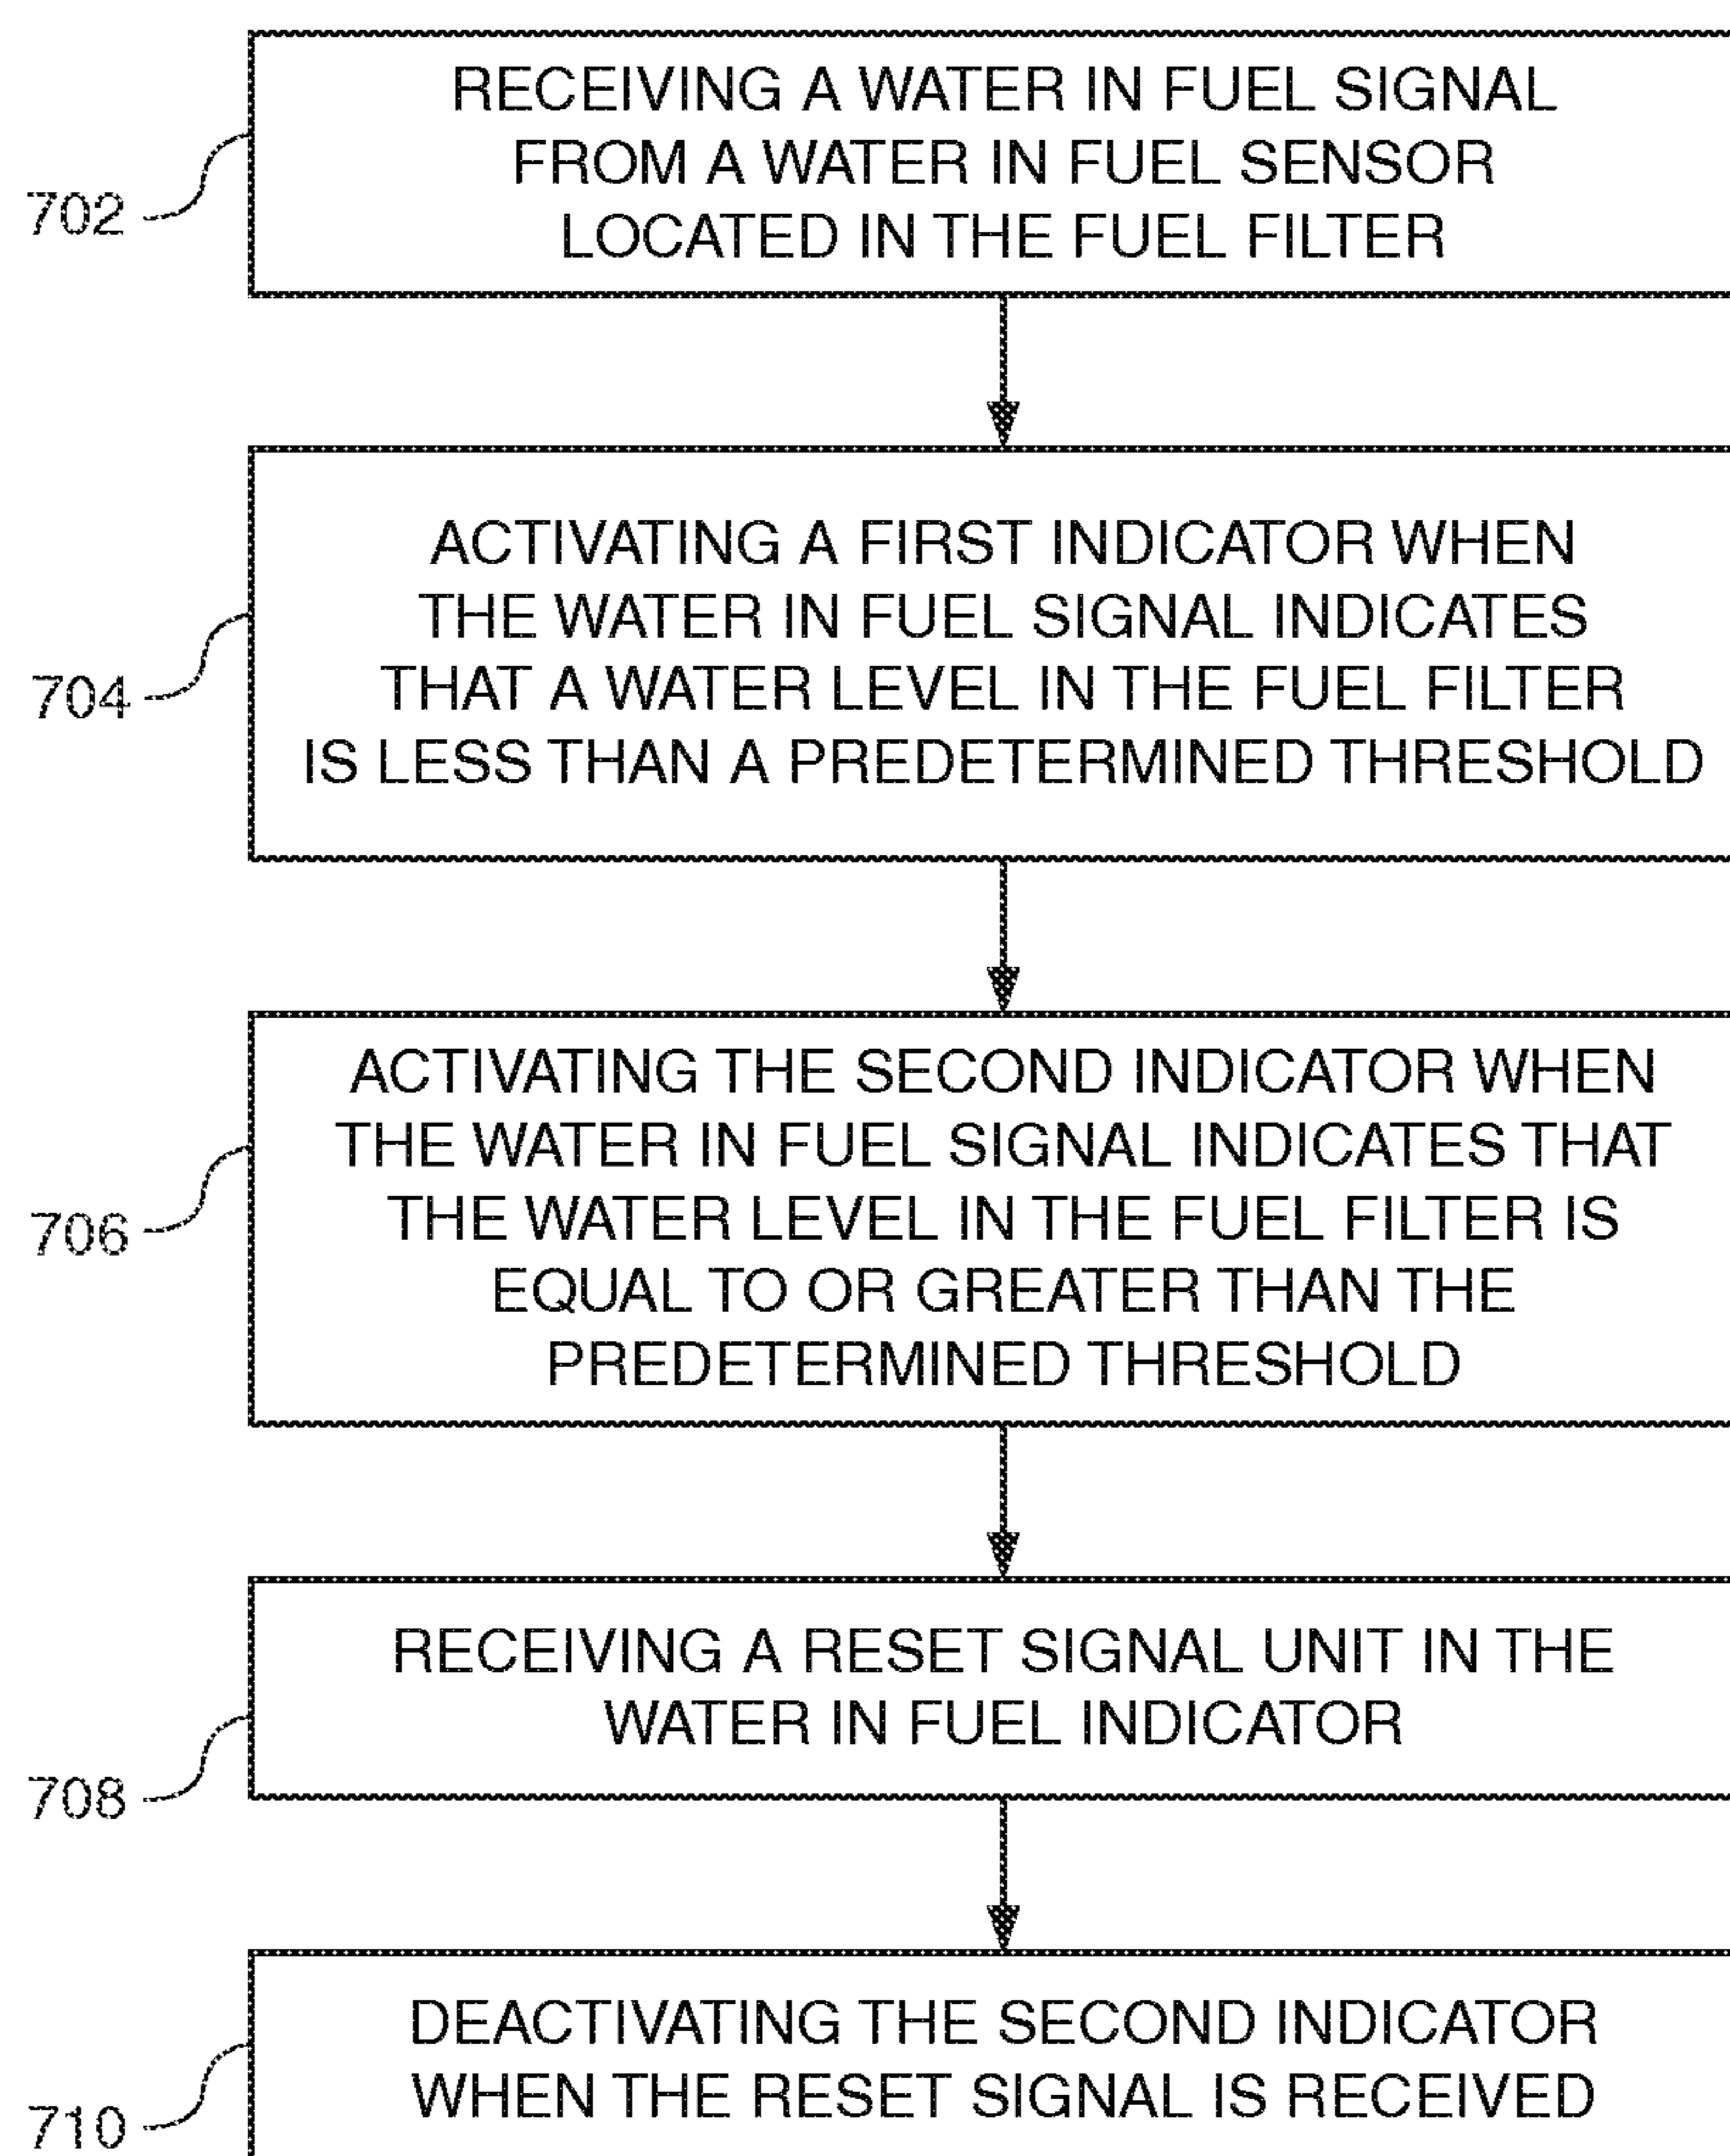 RECEIVING A WATER IN FUEL SIGNAL
FROM A WATER IN FUEL SENSOR
LOCATED IN THE FUEL FILTER
702
ACTIVATING A FIRST INDICATOR WHEN
THE WATER IN FUEL SIGNAL INDICATES
THAT A WATER LEVEL IN THE FUEL FILTER
IS LESS THAN A PREDETERMINED THRESHOLD
704
ACTIVATING THE SECOND INDICATOR WHEN
THE WATER IN FUEL SIGNAL INDICATES THAT
THE WATER LEVEL IN THE FUEL FILTER IS
EQUAL TO OR GREATER THAN THE
PREDETERMINED THRESHOLD
706
RECEIVING A RESET SIGNAL UNIT IN THE
WATER IN FUEL INDICATOR
708
DEACTIVATING THE SECOND INDICATOR
WHEN THE RESET SIGNAL IS RECEIVED
710